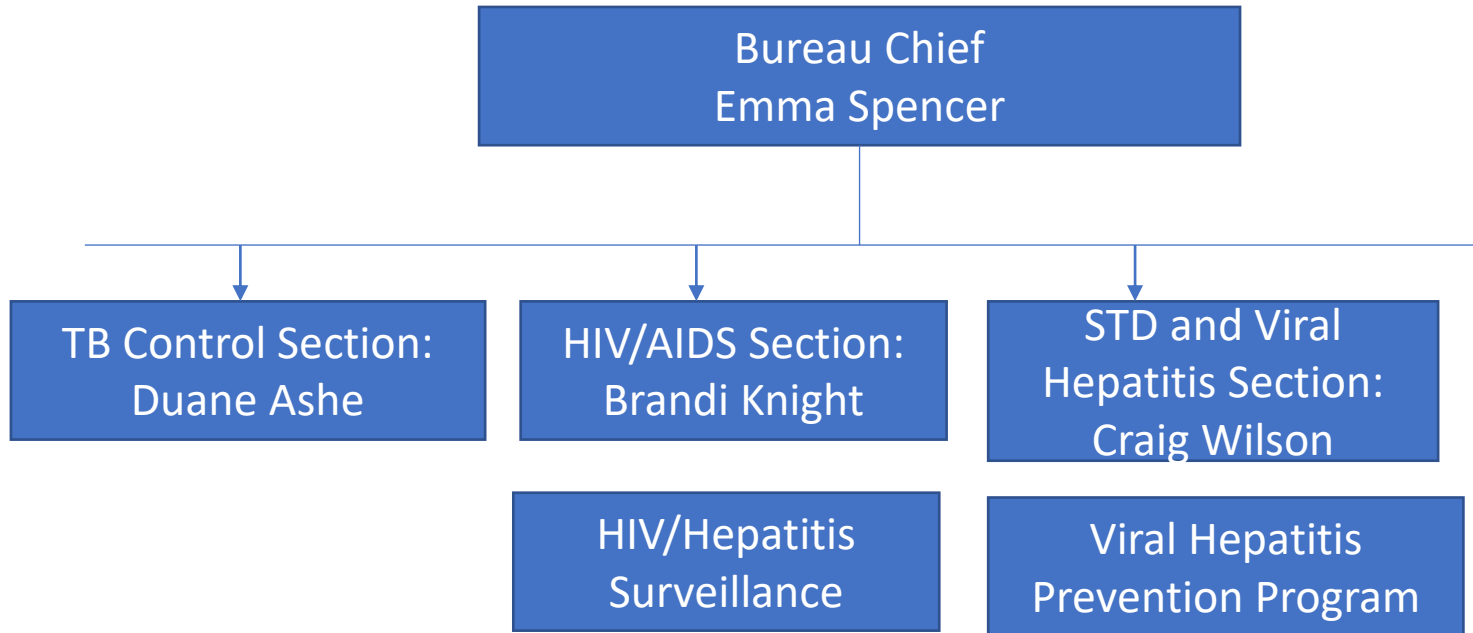 Bureau Chief
Emma Spencer
TB Control Section:
Duane Ashe
HIV/AIDS Section:
Brandi Knight
STD and Viral
Hepatitis Section:
Craig Wilson
HIV/Hepatitis
Surveillance
Viral Hepatitis
Prevention Program